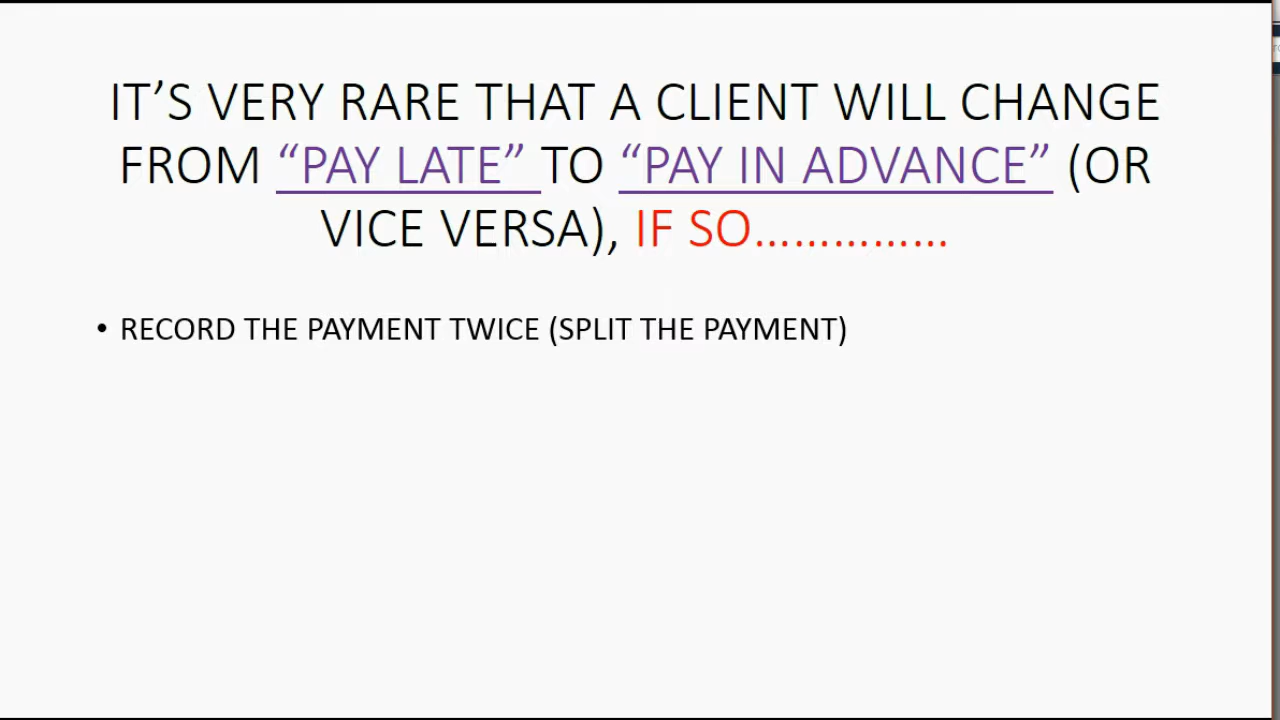 IT’S VERY RARE THAT A CLIENT WILL CHANGE
FROM “PAY LATE” TO “PAY IN ADVANCE” (OR
VICE VERSA), IF SO……………
• RECORD THE PAYMENT TWICE (SPLIT THE PAYMENT)